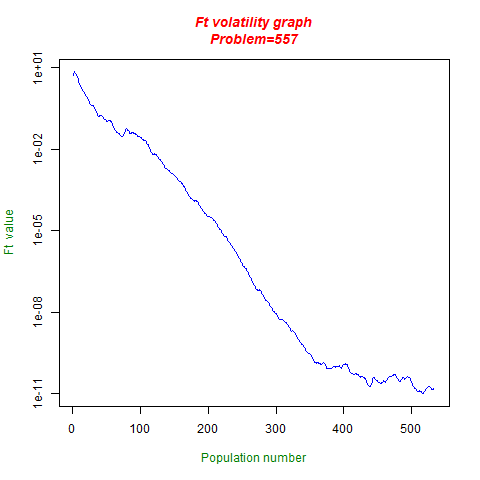 Ft volatility graph
Problem=557
1e+01
1e-02
1e-05
1e-08
1e-11
Ft value
0 100 200 300 400 500
Population number